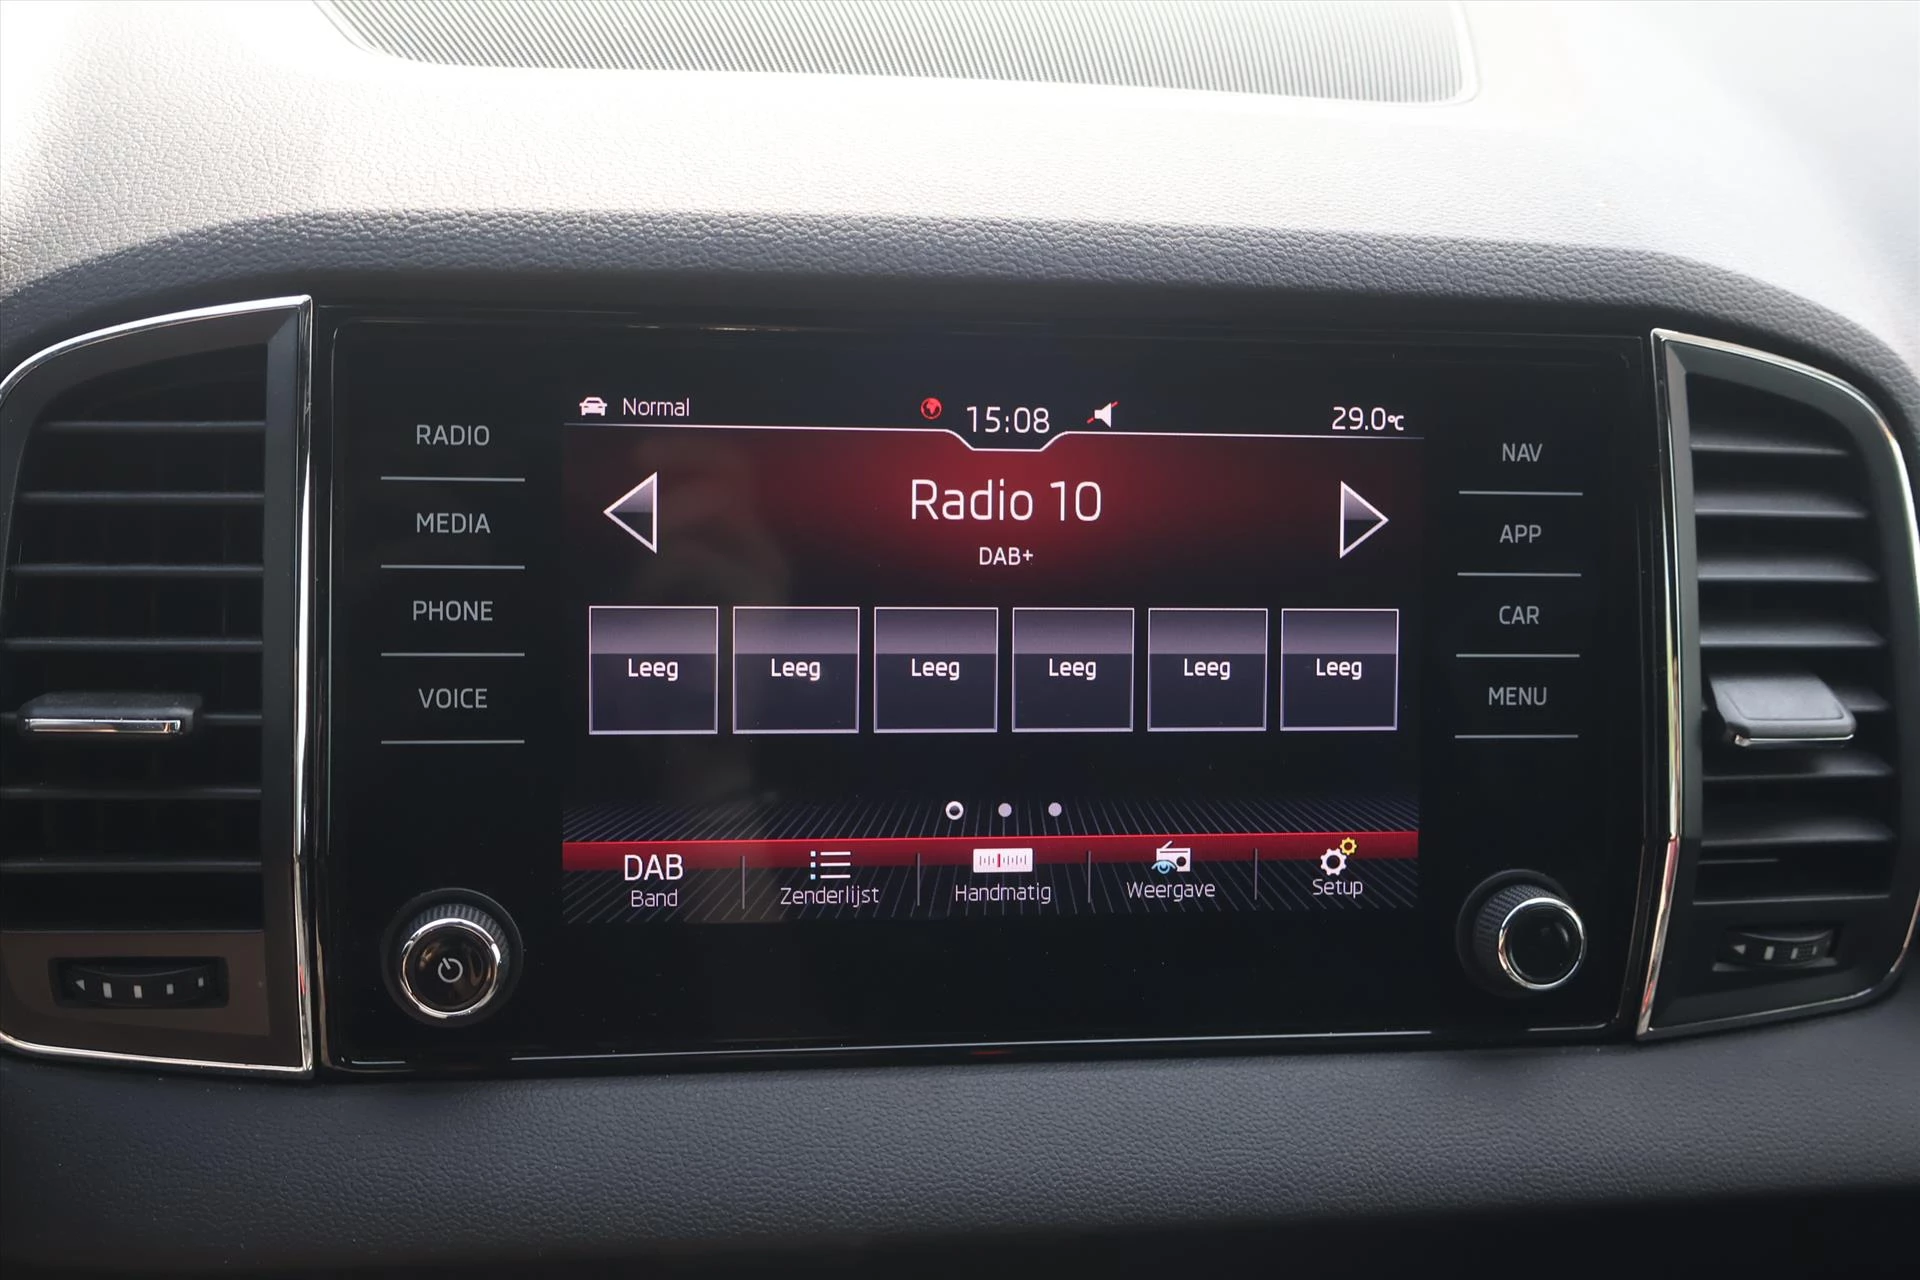 Normal
15:08
29.0℃
RADIO
MEDIA
PHONE
VOICE
Radio 10
DAB+
Leeg
Leeg
Leeg
Leeg
Leeg
Leeg
DAB
Band
Zenderlijst
Handmatig
Weergave
Setup
NAV
APP
CAR
MENU